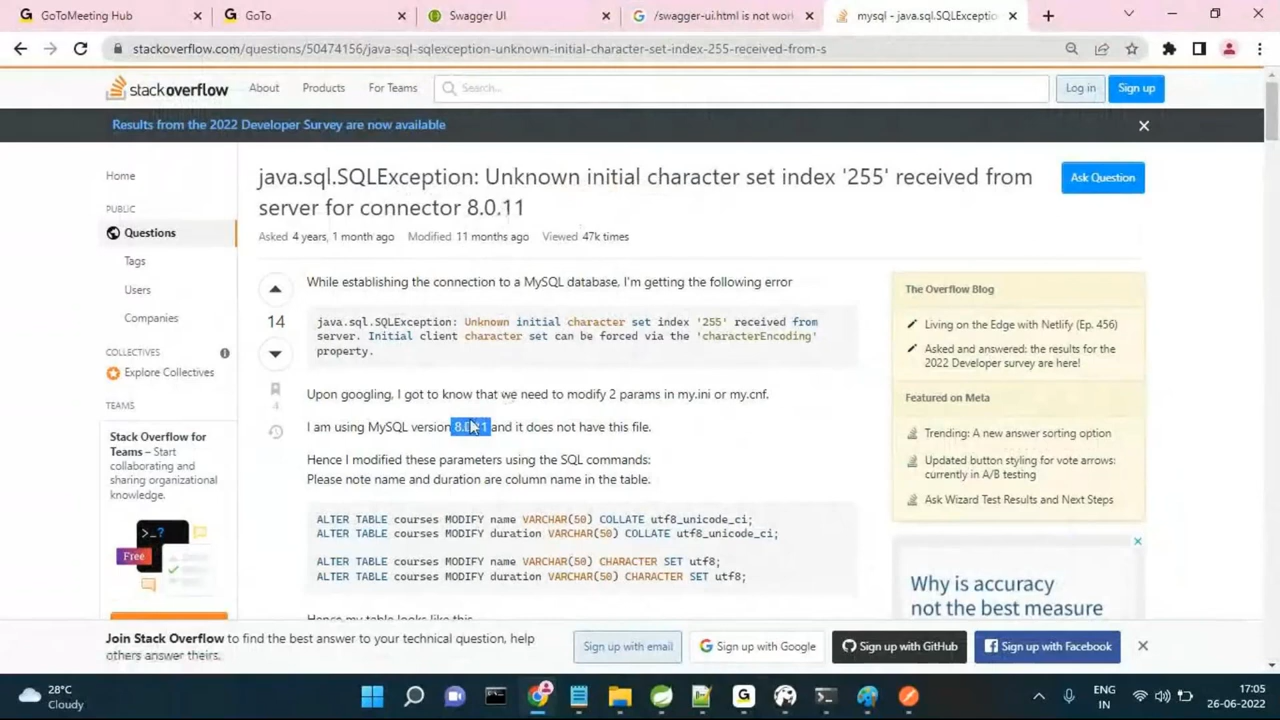 GoToMeeting Hub
GoTo
Swagger UI
/swagger-ui.html is not wor
mysql - java.sql.SQLExceptio
stackoverflow.com/questions/50474156/java-sql-sqlexception-unknown-initial-character-set-index-255-received-from-s
stackoverflow
About
Products
For Teams
Search...
Log in
Sign up
Results from the 2022 Developer Survey are now available
Home
PUBLIC
Questions
Tags
Users
Companies
COLLECTIVES
Explore Collectives
TEAMS
Stack Overflow for
Teams – Start
collaborating and
sharing organizational
knowledge.
Free
java.sql.SQLException: Unknown initial character set index '255' received from
server for connector 8.0.11
Ask Question
Asked 4 years, 1 month ago Modified 11 months ago Viewed 47k times
14
4
While establishing the connection to a MySQL database, I'm getting the following error
java.sql.SQLException: Unknown initial character set index '255' received from
server. Initial client character set can be forced via the 'characterEncoding'
property.
Upon googling, I got to know that we need to modify 2 params in my.ini or my.cnf.
I am using MySQL version and it does not have this file.
Hence I modified these parameters using the SQL commands:
Please note name and duration are column name in the table.
ALTER TABLE courses MODIFY name VARCHAR(50) COLLATE utf8_unicode_ci;
ALTER TABLE courses MODIFY duration VARCHAR(50) COLLATE utf8_unicode_ci;
ALTER TABLE courses MODIFY name VARCHAR(50) CHARACTER SET utf8;
ALTER TABLE courses MODIFY duration VARCHAR(50) CHARACTER SET utf8;
Hence my table looks like this
The Overflow Blog
Living on the Edge with Netlify (Ep. 456)
Asked and answered: the results for the
2022 Developer survey are here!
Featured on Meta
Trending: A new answer sorting option
Updated button styling for vote arrows:
currently in A/B testing
Ask Wizard Test Results and Next Steps
Why is accuracy
not the best measure
Join Stack Overflow to find the best answer to your technical question, help
others answer theirs.
Sign up with email
Sign up with Google
Sign up with GitHub
Sign up with Facebook
28°C
Cloudy
ENG
IN
17:05
26-06-2022